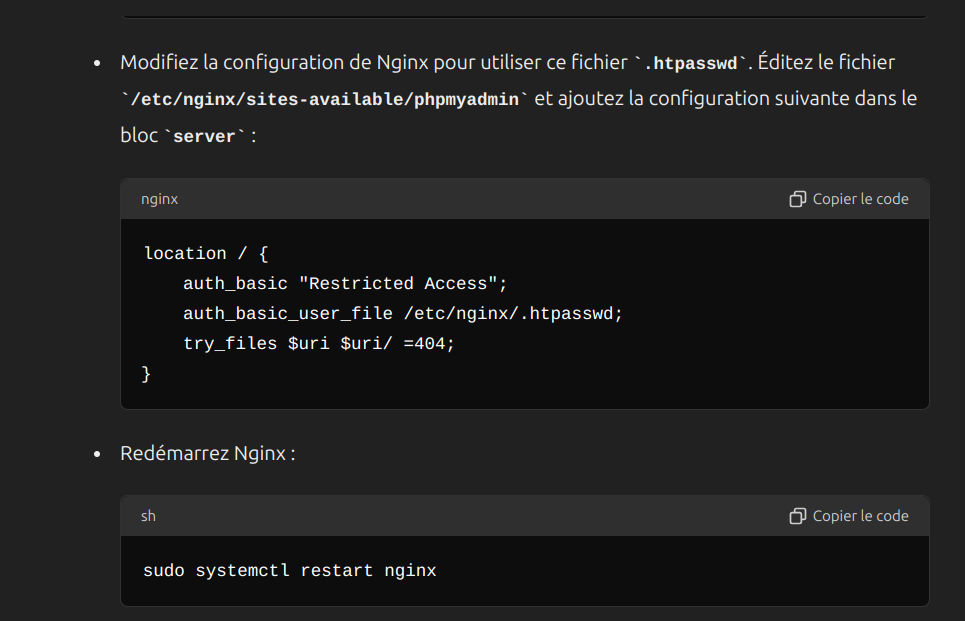 • Modifiez la configuration de Nginx pour utiliser ce fichier `.htpasswd`. Éditez le fichier
`/etc/nginx/sites-available/phpmyadmin` et ajoutez la configuration suivante dans le
bloc `server` :
nginx Copier le code
location / {
    auth_basic "Restricted Access";
    auth_basic_user_file /etc/nginx/.htpasswd;
    try_files $uri $uri/ =404;
}
• Redémarrez Nginx :
sh Copier le code
sudo systemctl restart nginx